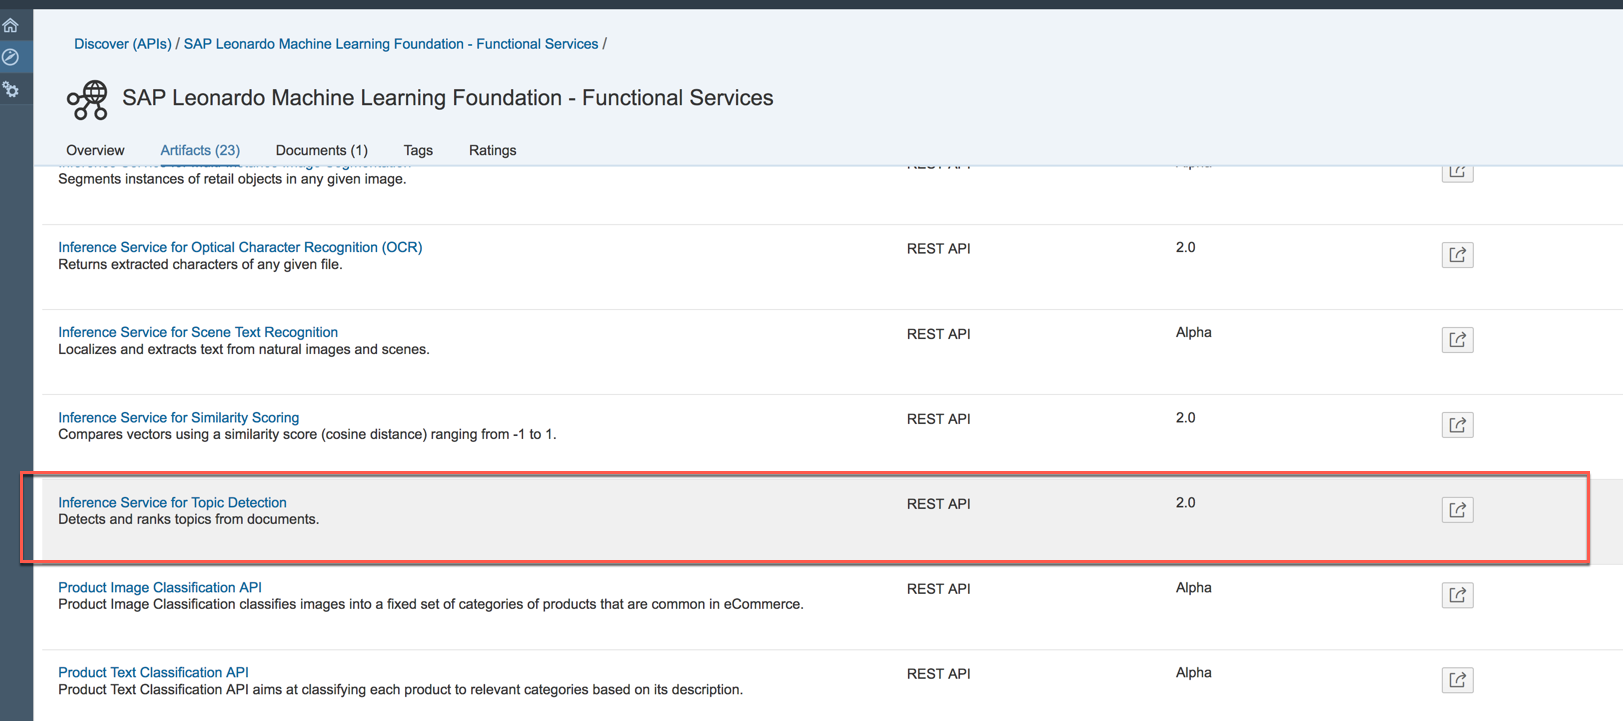 Discover (APIs) / SAP Leonardo Machine Learning Foundation - Functional Services /
SAP Leonardo Machine Learning Foundation - Functional Services
Overview Artifacts (23) Documents (1) Tags Ratings
Segments instances of retail objects in any given image.
Inference Service for Optical Character Recognition (OCR) REST API 2.0
Returns extracted characters of any given file.
Inference Service for Scene Text Recognition REST API Alpha
Localizes and extracts text from natural images and scenes.
Inference Service for Similarity Scoring REST API 2.0
Compares vectors using a similarity score (cosine distance) ranging from -1 to 1.
Inference Service for Topic Detection REST API 2.0
Detects and ranks topics from documents.
Product Image Classification API REST API Alpha
Product Image Classification classifies images into a fixed set of categories of products that are common in eCommerce.
Product Text Classification API REST API Alpha
Product Text Classification API aims at classifying each product to relevant categories based on its description.